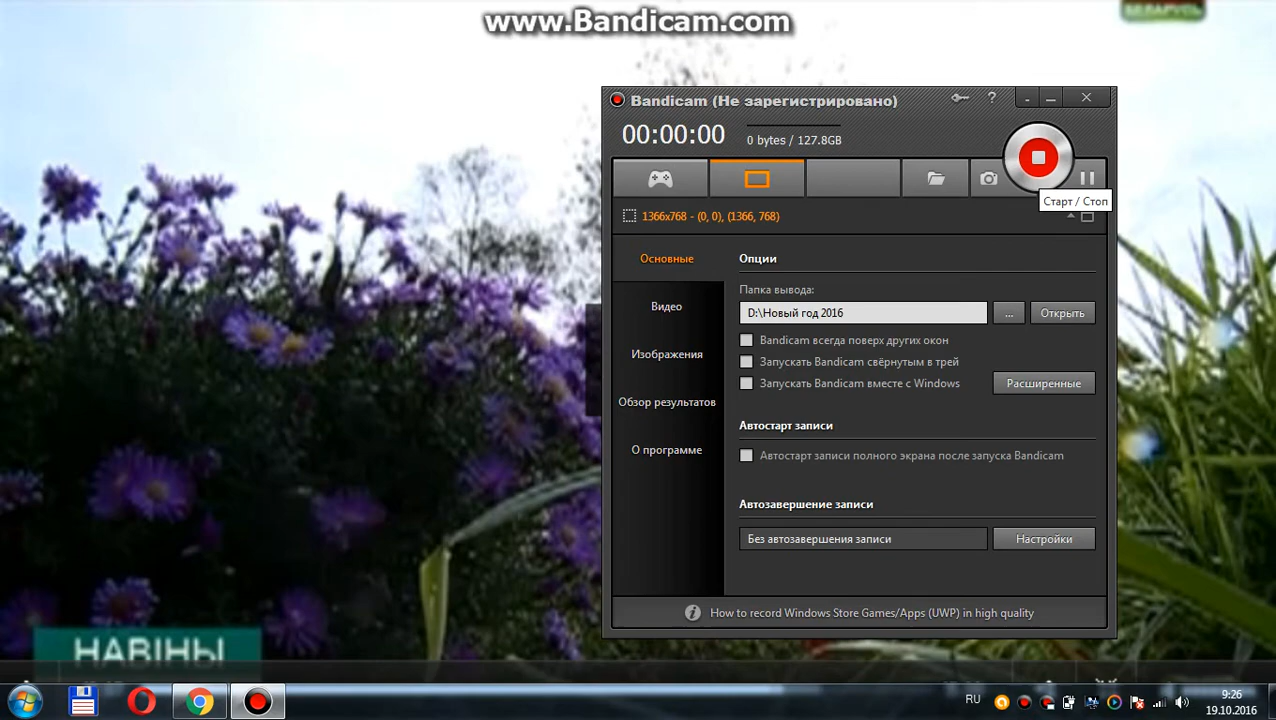 БЕЛАРУСЬ
www.Bandicam.com
Bandicam (Не зарегистрировано)
?
00:00:00
0 bytes / 127.8GB
Старт / Стоп
1366x768 - (0, 0), (1366, 768)
Основные
Видео
Изображения
Обзор результатов
О программе
Опции
Папка вывода:
D:\Новый год 2016
...
Открыть
Bandicam всегда поверх других окон
Запускать Bandicam свёрнутым в трей
Запускать Bandicam вместе с Windows
Расширенные
Автостарт записи
Автостарт записи полного экрана после запуска Bandicam
Автозавершение записи
Без автозавершения записи
Настройки
How to record Windows Store Games/Apps (UWP) in high quality
НАВІНЫ
RU
9:26
19.10.2016